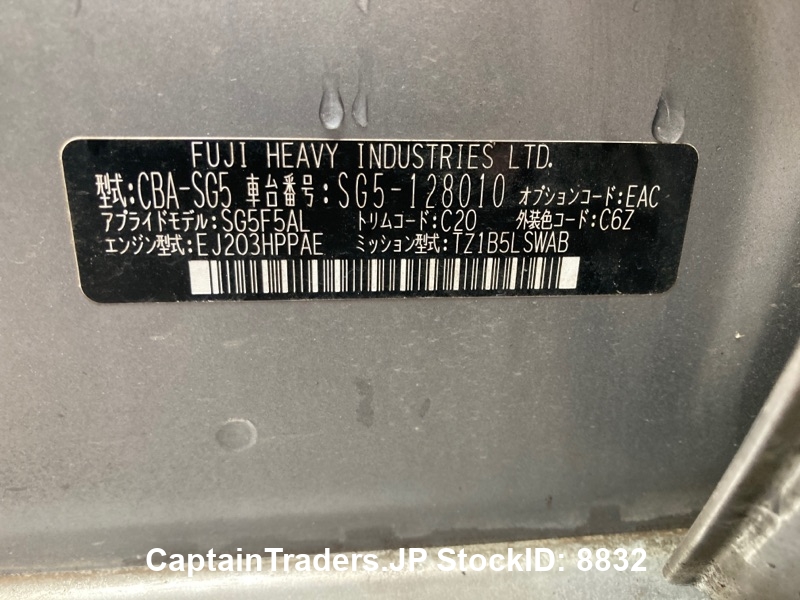 FUJI HEAVY INDUSTRIES LTD.
型式:CBA-SG5 車台番号:SG5-128010 オプションコード:EAC
アプライドモデル:SG5F5AL トリムコード:C20 外装色コード:C6Z
エンジン型式:EJ203HPPAE ミッション型式:TZ1B5LSWAB
CaptainTraders.JP StockID: 8832